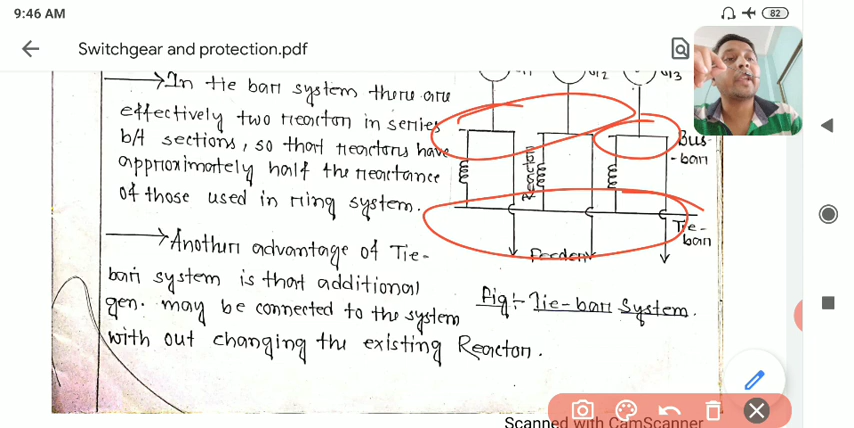 9:46 AM
82
Switchgear and protection.pdf
In tie bar system there are
effectively two reactor in series
b/t sections, so that reactors have
approximately half the reactance
of those used in ring system.
Another advantage of Tie-
bar system is that additional
gen. may be connected to the system
with out changing the existing Reactor.
G3
Bus-
bar
Reactor
Tie-
bar
Feeder
Fig:- Tie-bar System.
Scanned with CamScanner